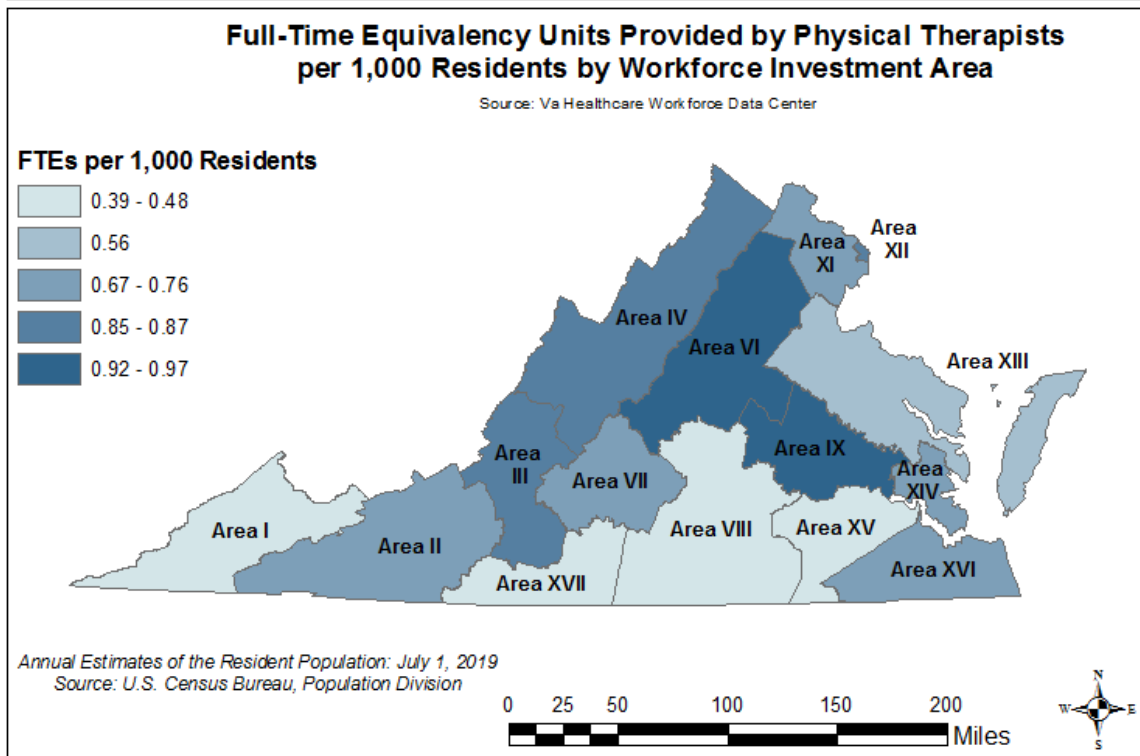 Full-Time Equivalency Units Provided by Physical Therapists
per 1,000 Residents by Workforce Investment Area
Source: Va Healthcare Workforce Data Center
FTEs per 1,000 Residents
0.39 - 0.48
0.56
0.67 - 0.76
0.85 - 0.87
0.92 - 0.97
Area
XII
Area
XI
Area IV
Area VI
Area XIII
Area IX
Area
XIV
Area
III
Area VII
Area I
Area II
Area VIII
Area XV
Area XVII
Area XVI
Annual Estimates of the Resident Population: July 1, 2019
Source: U.S. Census Bureau, Population Division
0 25 50 100 150 200
Miles
N
W E
S